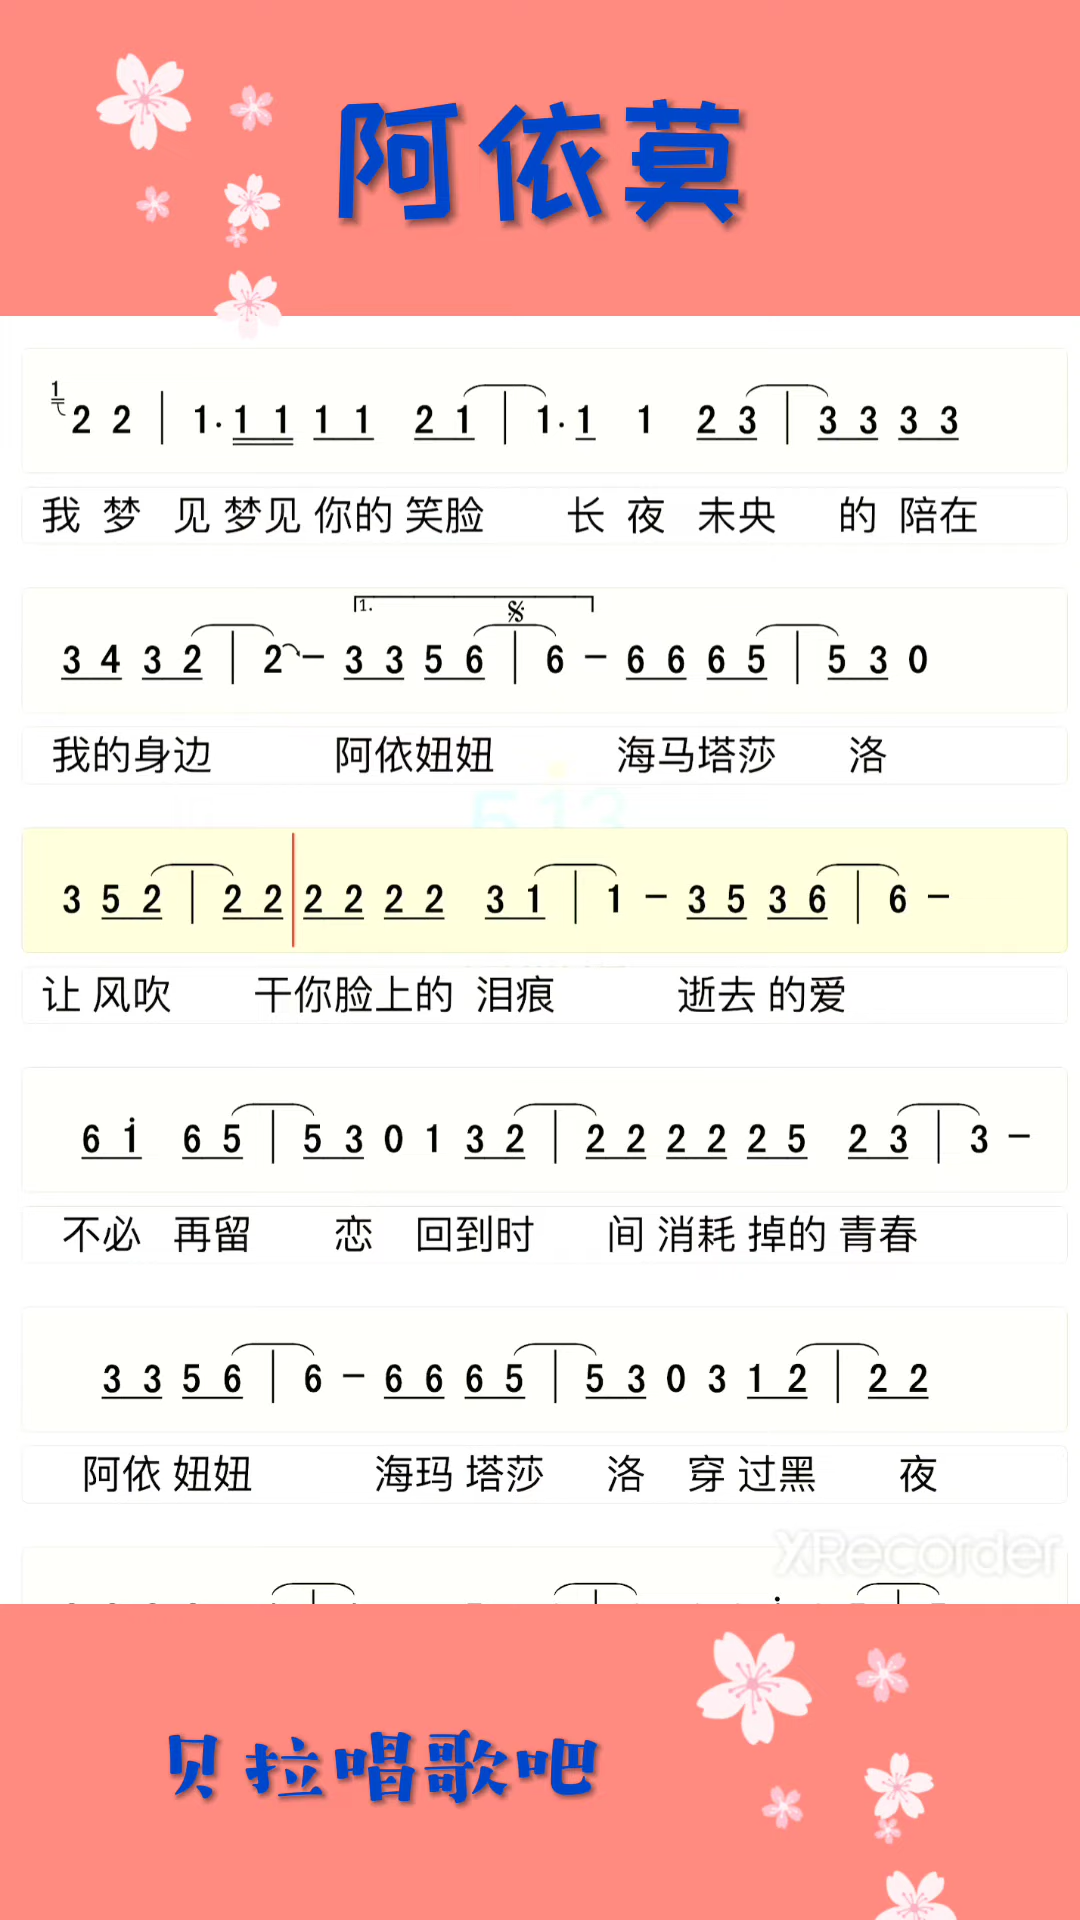 阿依莫
1 2 2 | 1. 1 1 1 1 2 1 | 1. 1 1 2 3 | 3 3 3 3
我 梦 见 梦见 你的 笑脸 长 夜 未央 的 陪在
1.
3 4 3 2 | 2 – 3 3 5 6 | 6 – 6 6 6 5 | 5 3 0
我的身边 阿依妞妞 海马塔莎 洛
3 5 2 | 2 2 2 2 2 2 3 1 | 1 – 3 5 3 6 | 6 –
让 风吹 干你脸上的 泪痕 逝去 的爱
6 i 6 5 | 5 3 0 1 3 2 | 2 2 2 2 2 5 2 3 | 3 –
不必 再留 恋 回到时 间 消耗 掉的 青春
3 3 5 6 | 6 – 6 6 6 5 | 5 3 0 3 1 2 | 2 2
阿依 妞妞 海玛 塔莎 洛 穿 过黑 夜
XRecorder
贝拉唱歌吧